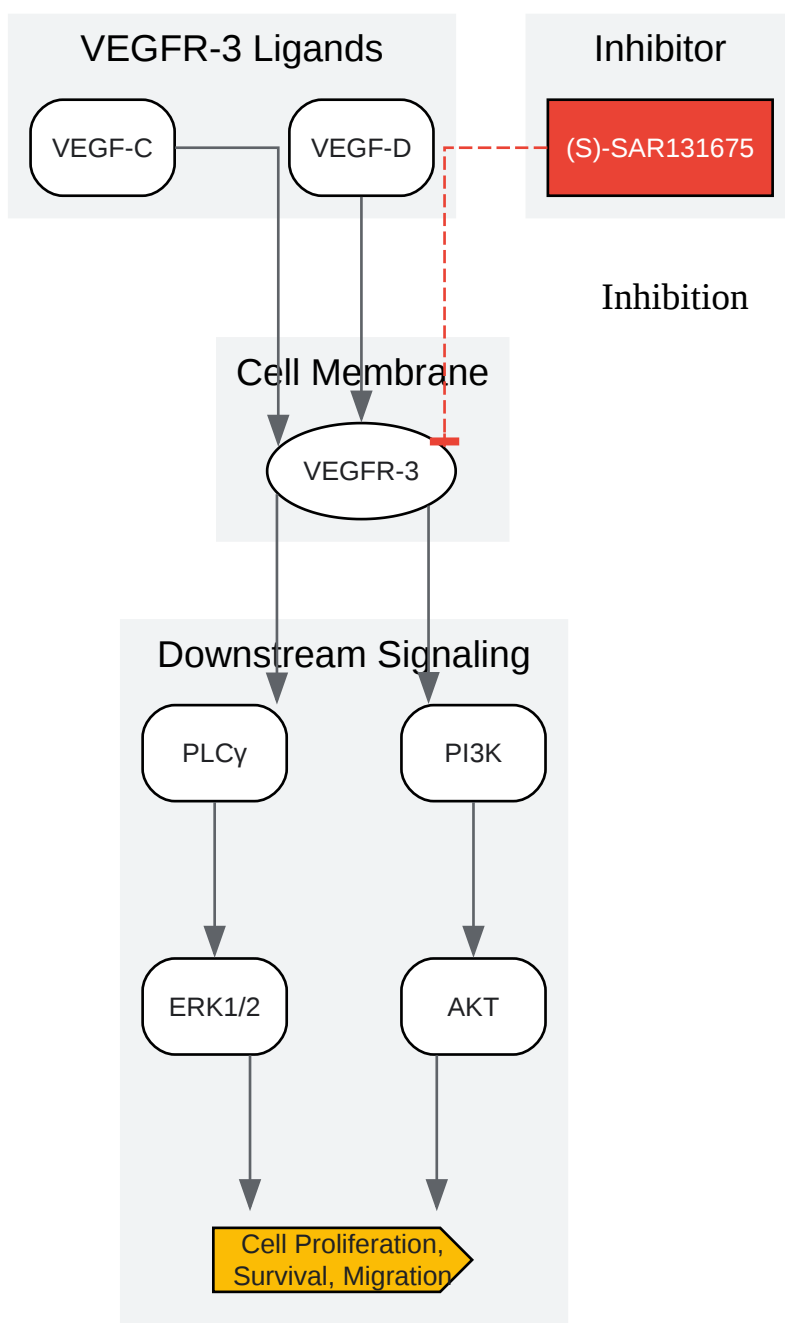 VEGFR-3 Ligands
Inhibitor
VEGF-C
VEGF-D
(S)-SAR131675
Inhibition
Cell Membrane
VEGFR-3
Downstream Signaling
PLCγ
PI3K
ERK1/2
AKT
Cell Proliferation,
Survival, Migration